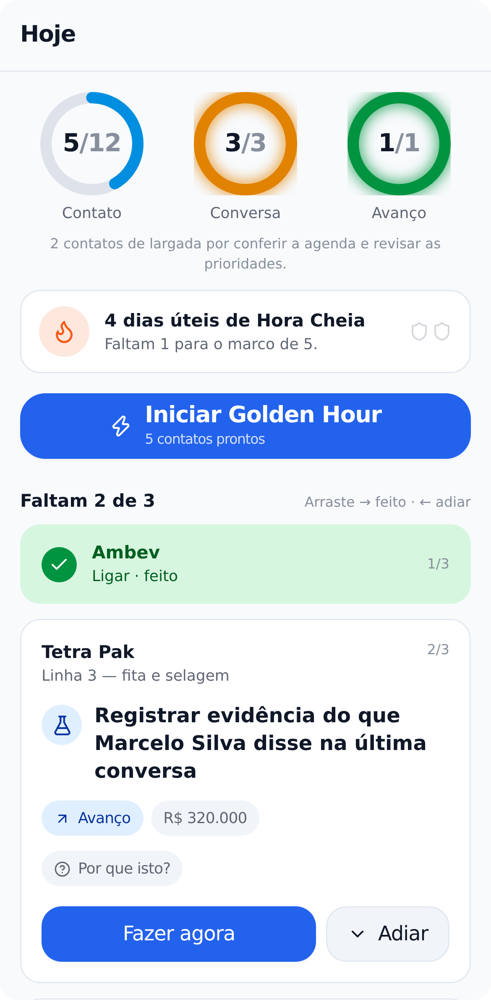 Hoje
5/12
3/3
1/1
Contato
Conversa
Avanço
2 contatos de largada por conferir a agenda e revisar as
prioridades.
4 dias úteis de Hora Cheia
Faltam 1 para o marco de 5.
Iniciar Golden Hour
5 contatos prontos
Faltam 2 de 3
Arraste → feito · ← adiar
Ambev
Ligar · feito
1/3
Tetra Pak
2/3
Linha 3 — fita e selagem
Registrar evidência do que
Marcelo Silva disse na última
conversa
Avanço
R$ 320.000
Por que isto?
Fazer agora
Adiar